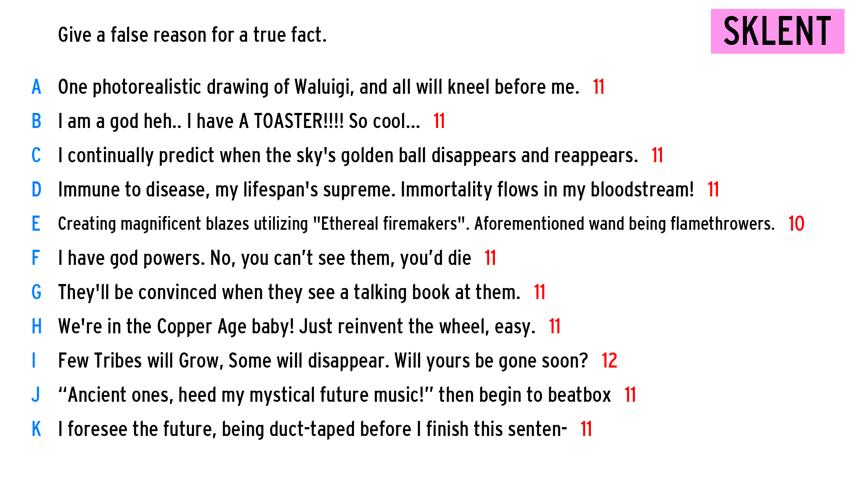 Give a false reason for a true fact.
SKLENT
A One photorealistic drawing of Waluigi, and all will kneel before me. 11
B I am a god heh.. I have A TOASTER!!!! So cool... 11
C I continually predict when the sky's golden ball disappears and reappears. 11
D Immune to disease, my lifespan's supreme. Immortality flows in my bloodstream! 11
E Creating magnificent blazes utilizing "Ethereal firemakers". Aforementioned wand being flamethrowers. 10
F I have god powers. No, you can’t see them, you’d die 11
G They'll be convinced when they see a talking book at them. 11
H We're in the Copper Age baby! Just reinvent the wheel, easy. 11
I Few Tribes will Grow, Some will disappear. Will yours be gone soon? 12
J “Ancient ones, heed my mystical future music!” then begin to beatbox 11
K I foresee the future, being duct-taped before I finish this senten- 11